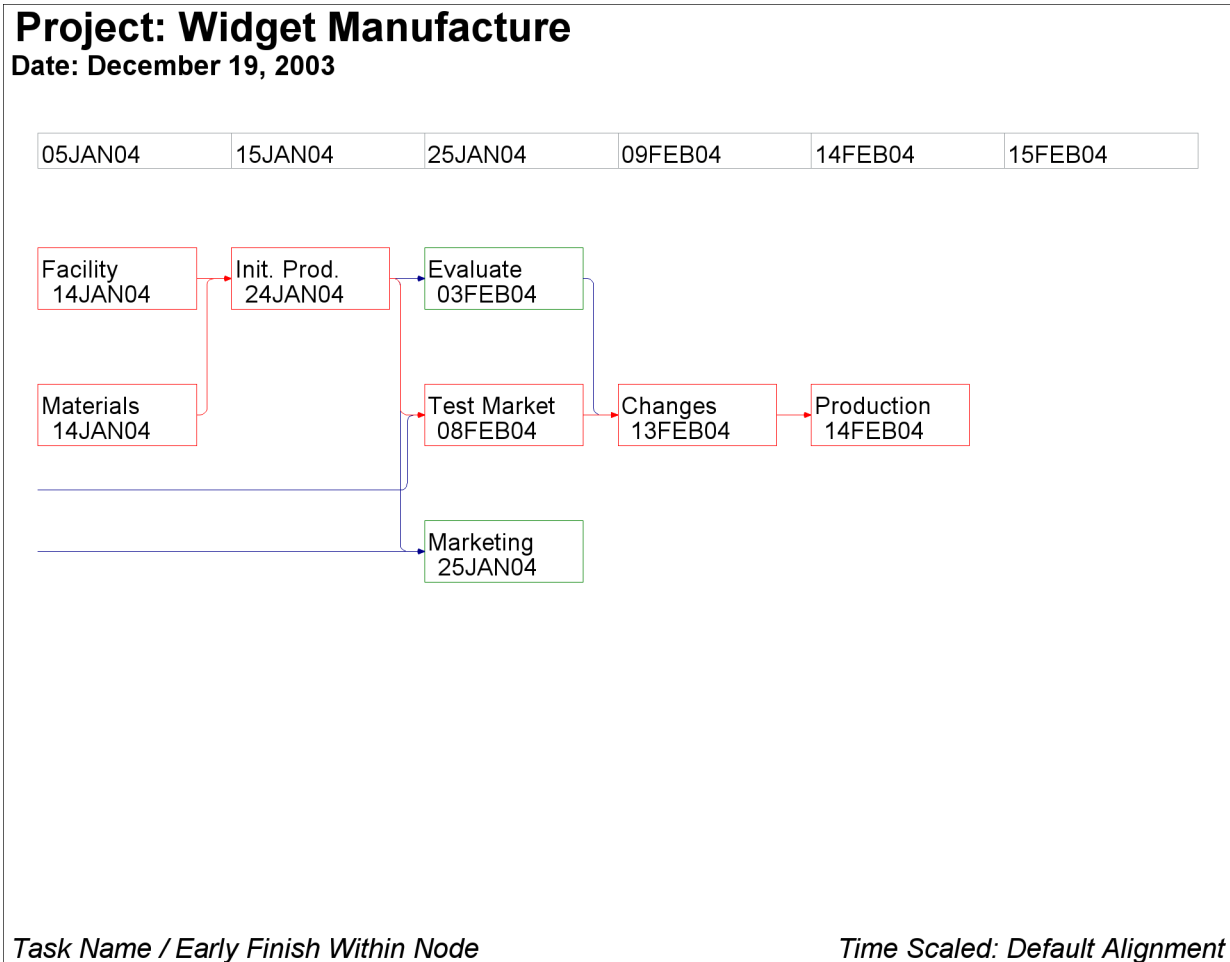 Project: Widget Manufacture
Date: December 19, 2003
05JAN04 15JAN04 25JAN04 09FEB04 14FEB04 15FEB04
Facility Init. Prod. Evaluate
14JAN04 24JAN04 03FEB04
Materials Test Market Changes Production
14JAN04 08FEB04 13FEB04 14FEB04
Marketing
25JAN04
Task Name / Early Finish Within Node Time Scaled: Default Alignment